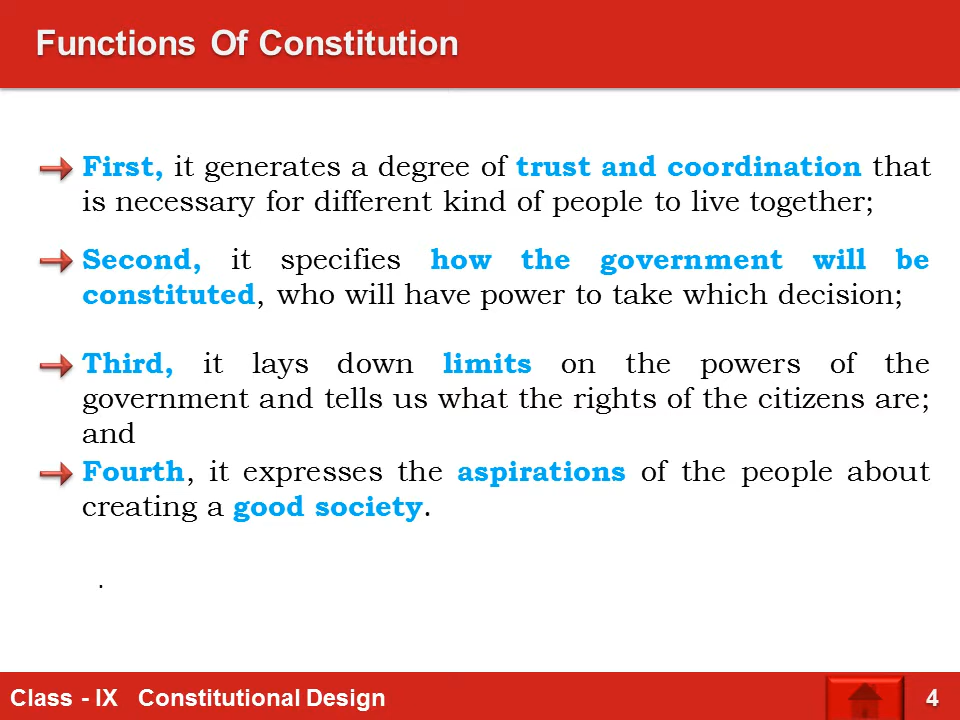 Functions Of Constitution
First, it generates a degree of trust and coordination that
is necessary for different kind of people to live together;
Second, it specifies how the government will be
constituted, who will have power to take which decision;
Third, it lays down limits on the powers of the
government and tells us what the rights of the citizens are;
and
Fourth, it expresses the aspirations of the people about
creating a good society.
.
Class - IX Constitutional Design
4